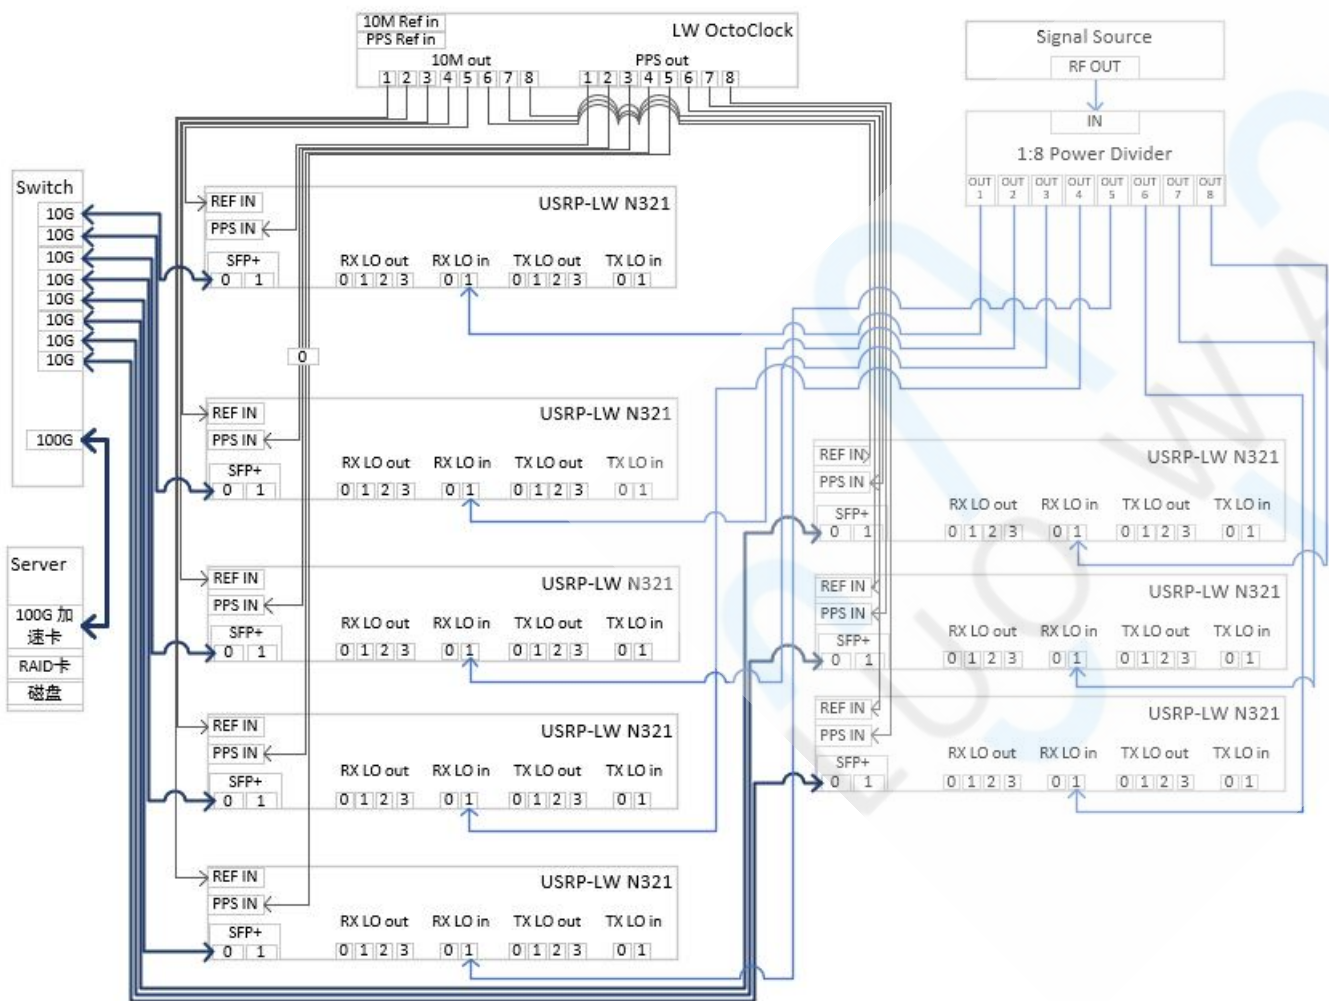 10M Ref in
PPS Ref in
LW OctoClock
10M out
PPS out
1 2 3 4 5 6 7 8
1 2 3 4 5 6 7 8
Signal Source
RF OUT
IN
1:8 Power Divider
OUT 1
OUT 2
OUT 3
OUT 4
OUT 5
OUT 6
OUT 7
OUT 8
Switch
10G
10G
10G
10G
10G
10G
10G
10G
100G
Server
100G 加
速卡
RAID卡
磁盘
REF IN
USRP-LW N321
PPS IN
SFP+
RX LO out
RX LO in
TX LO out
TX LO in
0 1
0 1 2 3
0 1
0 1 2 3
0 1
0
REF IN
USRP-LW N321
PPS IN
SFP+
RX LO out
RX LO in
TX LO out
TX LO in
0 1
0 1 2 3
0 1
0 1 2 3
0 1
REF IN
USRP-LW N321
PPS IN
SFP+
RX LO out
RX LO in
TX LO out
TX LO in
0 1
0 1 2 3
0 1
0 1 2 3
0 1
REF IN
USRP-LW N321
PPS IN
SFP+
RX LO out
RX LO in
TX LO out
TX LO in
0 1
0 1 2 3
0 1
0 1 2 3
0 1
REF IN
USRP-LW N321
PPS IN
SFP+
RX LO out
RX LO in
TX LO out
TX LO in
0 1
0 1 2 3
0 1
0 1 2 3
0 1
REF IN
USRP-LW N321
PPS IN
SFP+
RX LO out
RX LO in
TX LO out
TX LO in
0 1
0 1 2 3
0 1
0 1 2 3
0 1
REF IN
USRP-LW N321
PPS IN
SFP+
RX LO out
RX LO in
TX LO out
TX LO in
0 1
0 1 2 3
0 1
0 1 2 3
0 1
REF IN
USRP-LW N321
PPS IN
SFP+
RX LO out
RX LO in
TX LO out
TX LO in
0 1
0 1 2 3
0 1
0 1 2 3
0 1